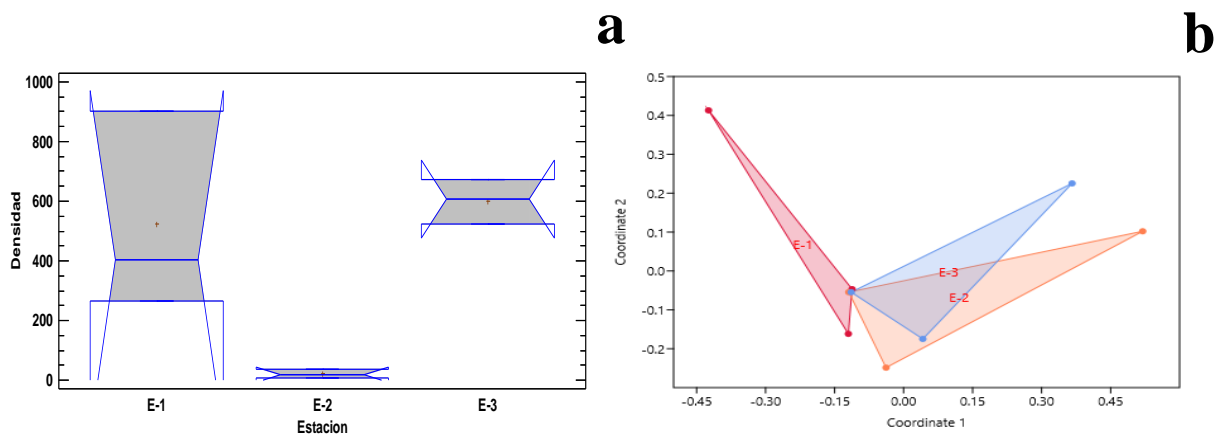 a
b
1000
800
600
400
200
0
Densidad
E-1
E-2
E-3
Estacion
0.5
0.4
0.3
0.2
0.1
0.0
-0.1
-0.2
Coordinate 2
E-1
E-3
E-2
-0.45
-0.30
-0.15
0.00
0.15
0.30
0.45
Coordinate 1